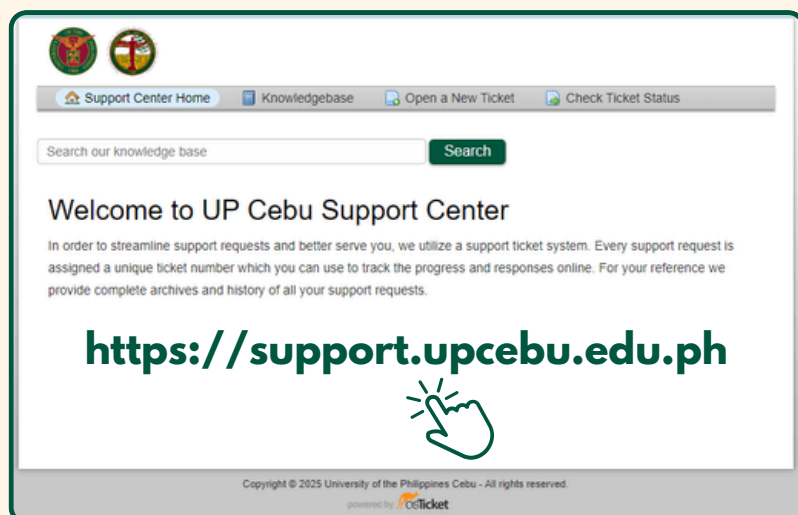 Support Center Home Knowledgebase Open a New Ticket Check Ticket Status
Search our knowledge base Search
Welcome to UP Cebu Support Center
In order to streamline support requests and better serve you, we utilize a support ticket system. Every support request is
assigned a unique ticket number which you can use to track the progress and responses online. For your reference we
provide complete archives and history of all your support requests.
https://support.upcebu.edu.ph
Copyright © 2025 University of the Philippines Cebu - All rights reserved.
powered by osTicket